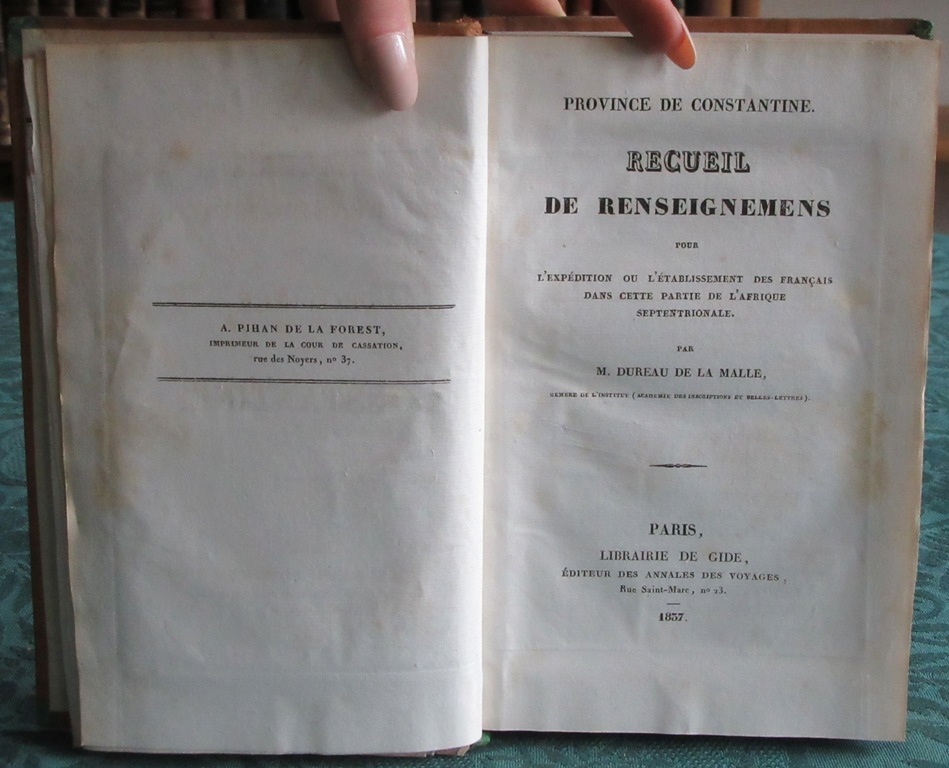 A. PIHAN DE LA FOREST,
IMPRIMEUR DE LA COUR DE CASSATION,
rue des Noyers, nº 37.
PROVINCE DE CONSTANTINE.
RECUEIL
DE RENSEIGNEMENS
POUR
L'EXPÉDITION OU L'ÉTABLISSEMENT DES FRANÇAIS
DANS CETTE PARTIE DE L'AFRIQUE
SEPTENTRIONALE.
PAR
M. DUREAU DE LA MALLE,
MEMBRE DE L'INSTITUT (ACADEMIE DES INSCRIPTIONS ET BELLES-LETTRES).
PARIS,
LIBRAIRIE DE GIDE,
ÉDITEUR DES ANNALES DES VOYAGES,
Rue Saint-Marc, nº 23.
1837.